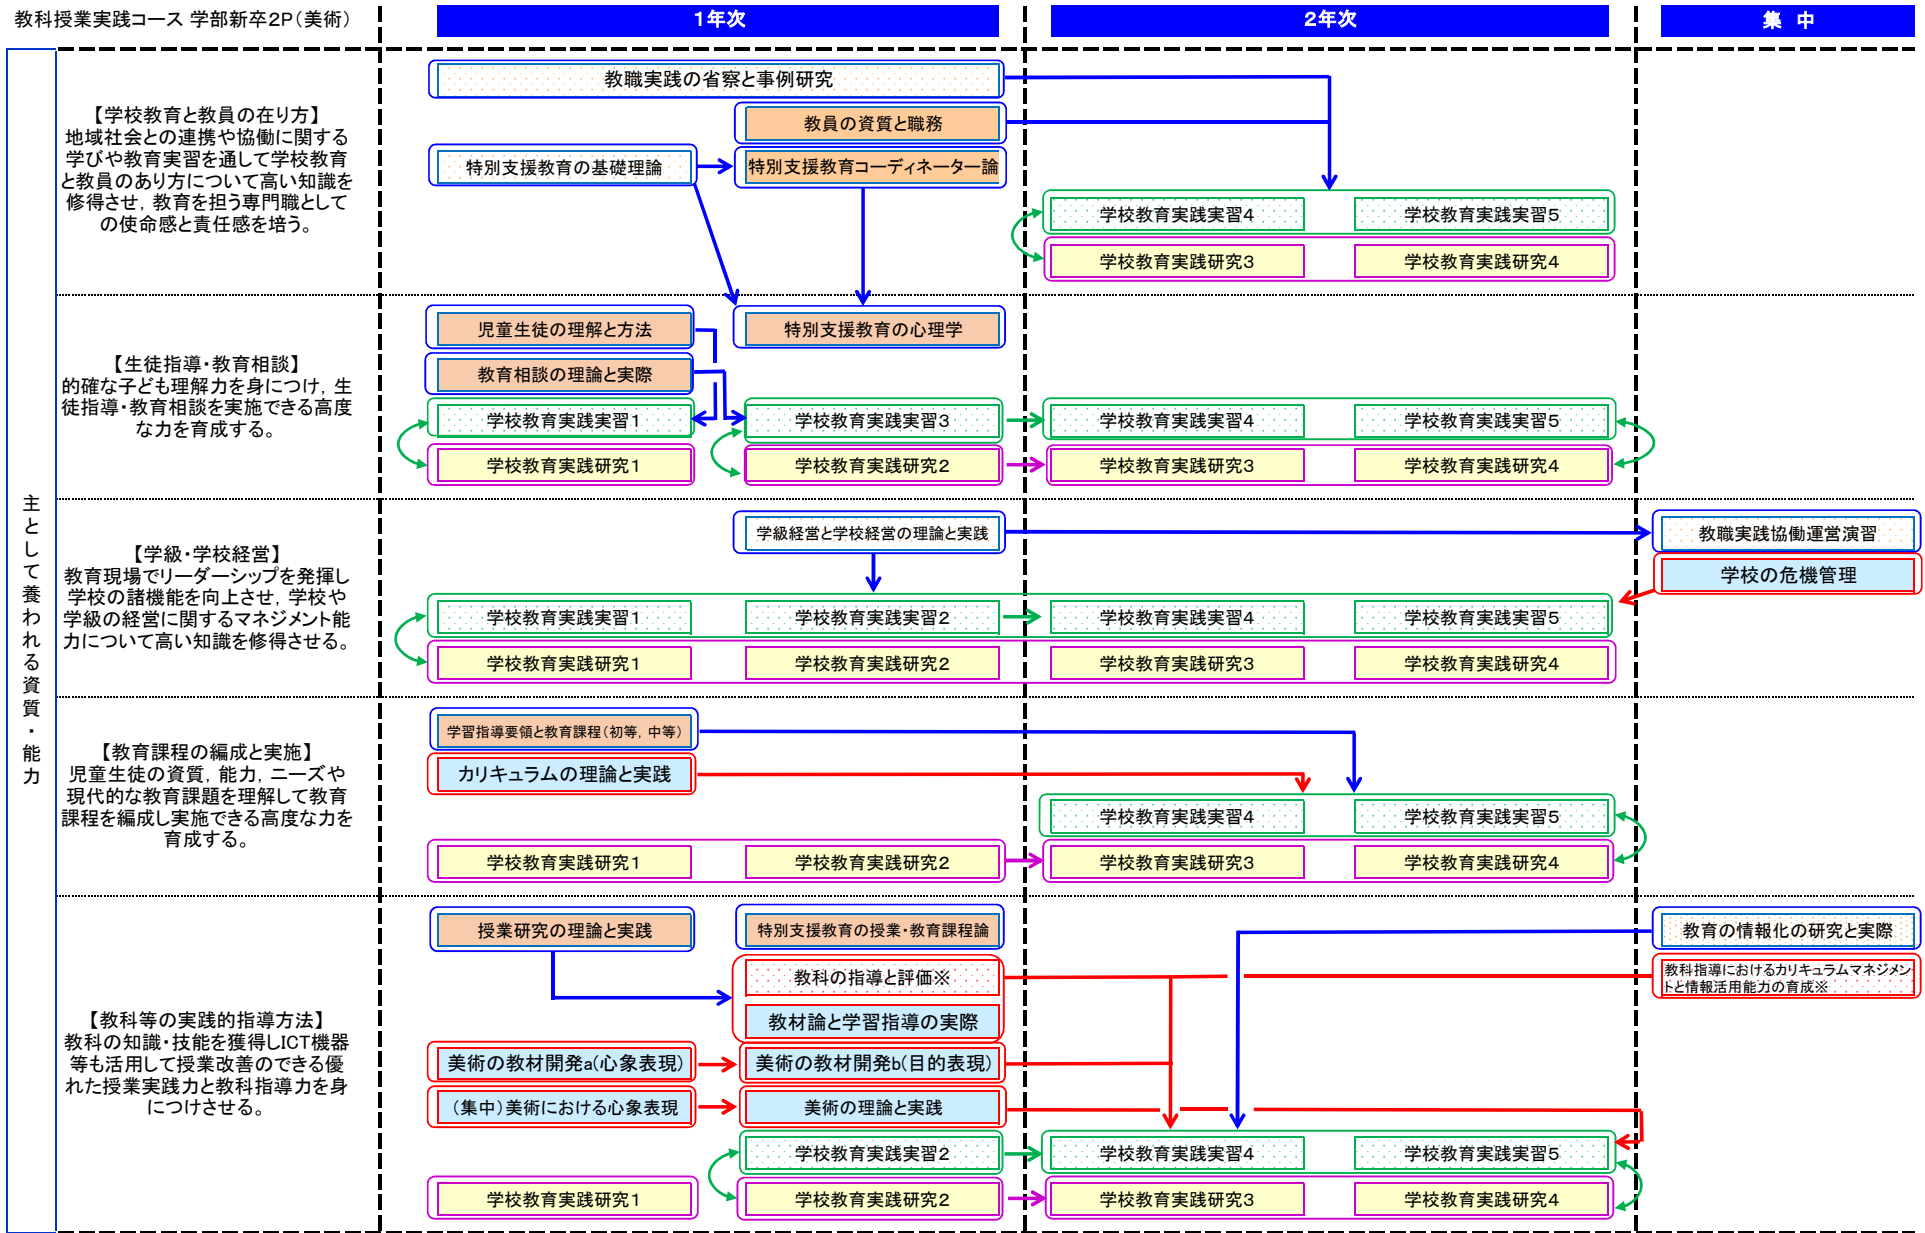 教科授業実践コース 学部新卒2P（美術）
1年次
2年次
集 中
主として養われる資質・能力
【学校教育と教員の在り方】
地域社会との連携や協働に関する
学びや教育実習を通して学校教育
と教員のあり方について高い知識を
修得させ，教育を担う専門職として
の使命感と責任感を培う。
教職実践の省察と事例研究
教員の資質と職務
特別支援教育の基礎理論
特別支援教育コーディネーター論
学校教育実践実習4
学校教育実践実習5
学校教育実践研究3
学校教育実践研究4
【生徒指導・教育相談】
的確な子ども理解力を身につけ，生
徒指導・教育相談を実施できる高度
な力を育成する。
児童生徒の理解と方法
特別支援教育の心理学
教育相談の理論と実際
学校教育実践実習1
学校教育実践実習3
学校教育実践実習4
学校教育実践実習5
学校教育実践研究1
学校教育実践研究2
学校教育実践研究3
学校教育実践研究4
【学級・学校経営】
教育現場でリーダーシップを発揮し
学校の諸機能を向上させ，学校や
学級の経営に関するマネジメント能
力について高い知識を修得させる。
学級経営と学校経営の理論と実践
教職実践協働運営演習
学校の危機管理
学校教育実践実習1
学校教育実践実習2
学校教育実践実習4
学校教育実践実習5
学校教育実践研究1
学校教育実践研究2
学校教育実践研究3
学校教育実践研究4
【教育課程の編成と実施】
児童生徒の資質，能力，ニーズや
現代的な教育課題を理解して教育
課程を編成し実施できる高度な力を
育成する。
学習指導要領と教育課程（初等，中等）
カリキュラムの理論と実践
学校教育実践実習4
学校教育実践実習5
学校教育実践研究1
学校教育実践研究2
学校教育実践研究3
学校教育実践研究4
【教科等の実践的指導方法】
教科の知識・技能を獲得しICT機器
等も活用して授業改善のできる優
れた授業実践力と教科指導力を身
につけさせる。
授業研究の理論と実践
特別支援教育の授業・教育課程論
教育の情報化の研究と実際
教科の指導と評価※
教科指導におけるカリキュラムマネジメン
トと情報活用能力の育成※
教材論と学習指導の実際
美術の教材開発a(心象表現)
美術の教材開発b(目的表現)
（集中）美術における心象表現
美術の理論と実践
学校教育実践実習2
学校教育実践実習4
学校教育実践実習5
学校教育実践研究1
学校教育実践研究2
学校教育実践研究3
学校教育実践研究4